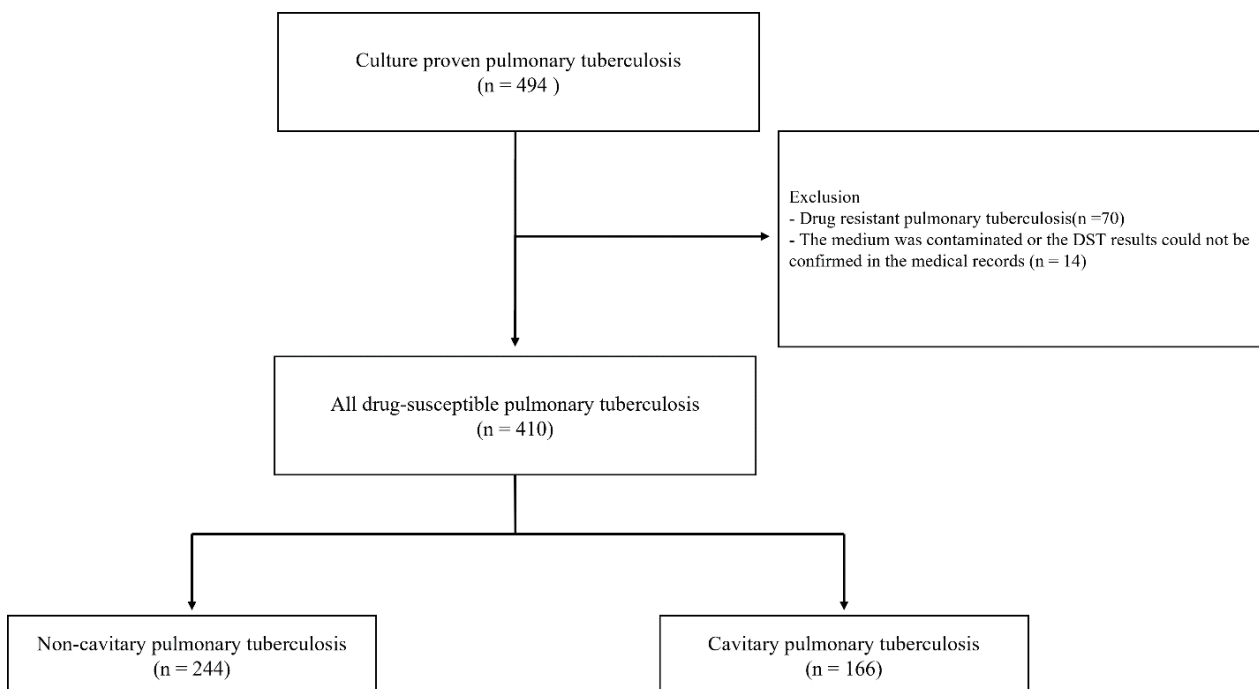 Culture proven pulmonary tuberculosis
(n = 494 )
Exclusion
- Drug resistant pulmonary tuberculosis(n =70)
- The medium was contaminated or the DST results could not be
confirmed in the medical records (n = 14)
All drug-susceptible pulmonary tuberculosis
(n = 410)
Non-cavitary pulmonary tuberculosis
(n = 244)
Cavitary pulmonary tuberculosis
(n = 166)